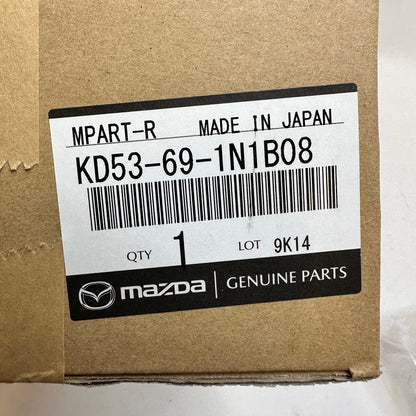 MPART-R MADE IN JAPAN
KD53-69-1N1B08
QTY 1 LOT 9K14
mazda GENUINE PARTS